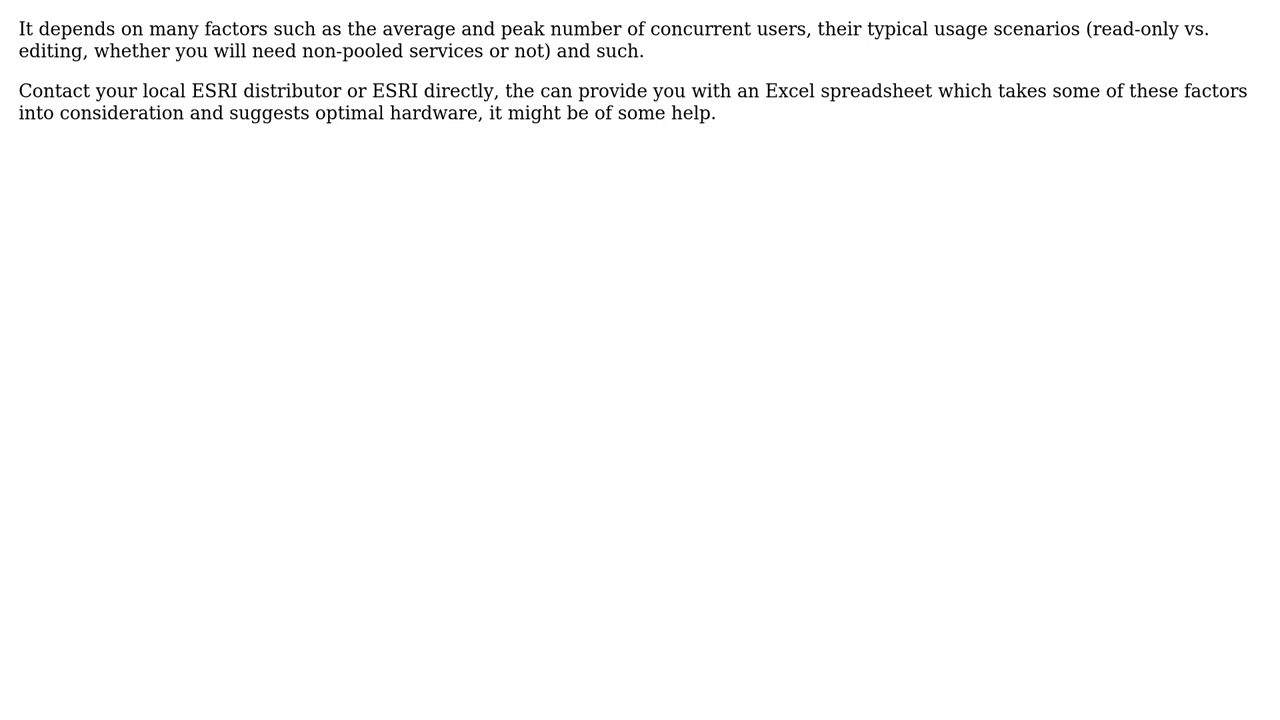 It depends on many factors such as the average and peak number of concurrent users, their typical usage scenarios (read-only vs.
editing, whether you will need non-pooled services or not) and such.
Contact your local ESRI distributor or ESRI directly, the can provide you with an Excel spreadsheet which takes some of these factors
into consideration and suggests optimal hardware, it might be of some help.